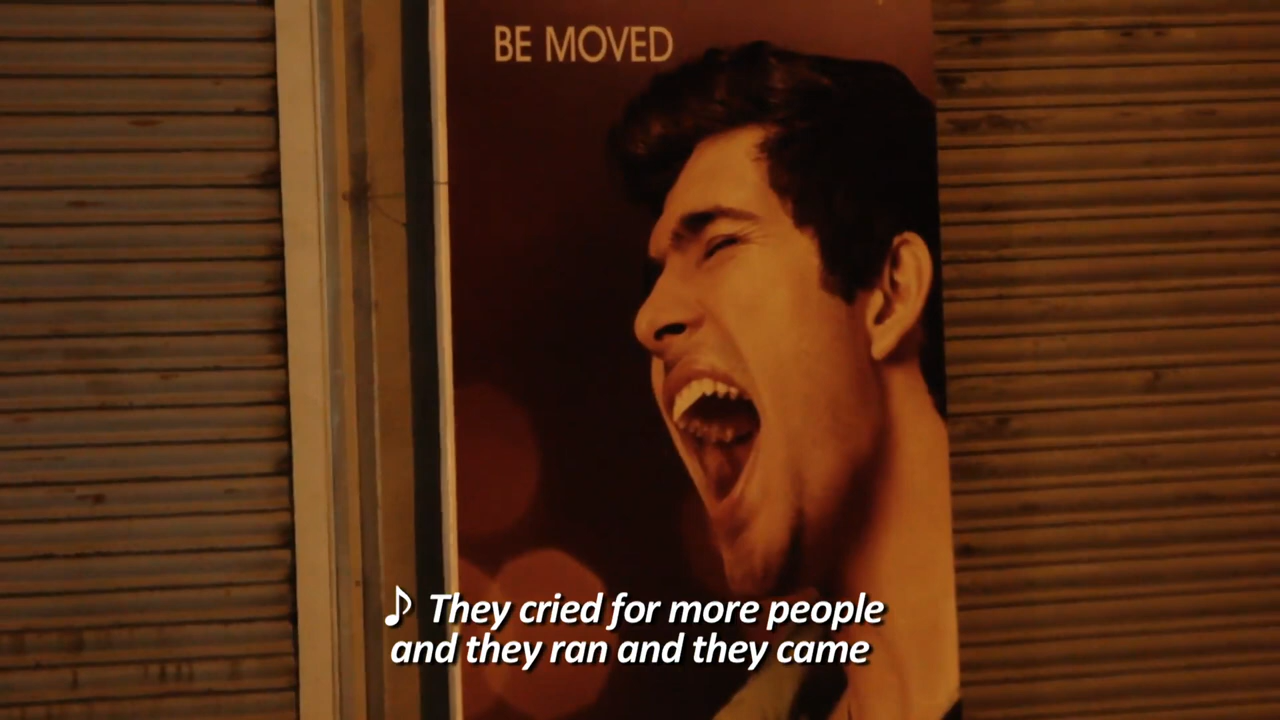 BE MOVED
♪ They cried for more people
and they ran and they came